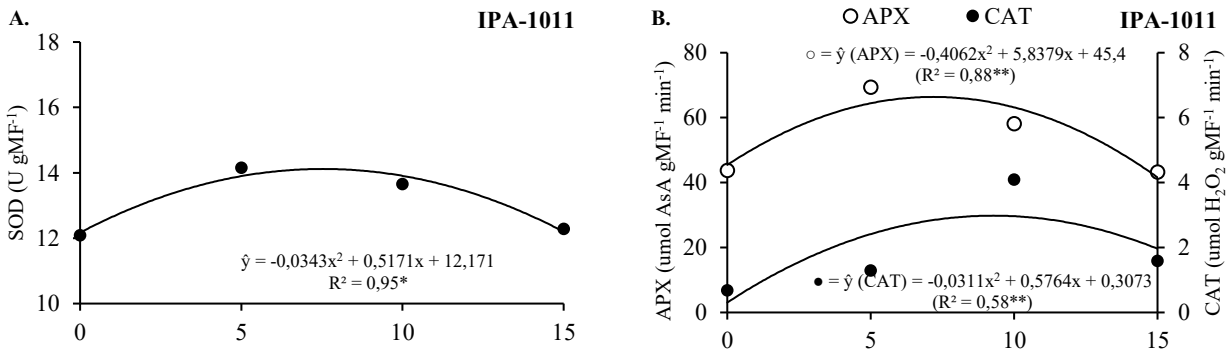 A.
IPA-1011
SOD (U gMF⁻¹)
18
16
14
12
10
0
5
10
15
ŷ = -0,0343x² + 0,5171x + 12,171
R² = 0,95*
B.
○ APX ● CAT
IPA-1011
APX (umol AsA gMF⁻¹ min⁻¹)
80
60
40
20
0
○ = ŷ (APX) = -0,4062x² + 5,8379x + 45,4
(R² = 0,88**)
● = ŷ (CAT) = -0,0311x² + 0,5764x + 0,3073
(R² = 0,58**)
0
5
10
15
8
6
4
2
0
CAT (umol H₂O₂ gMF⁻¹ min⁻¹)